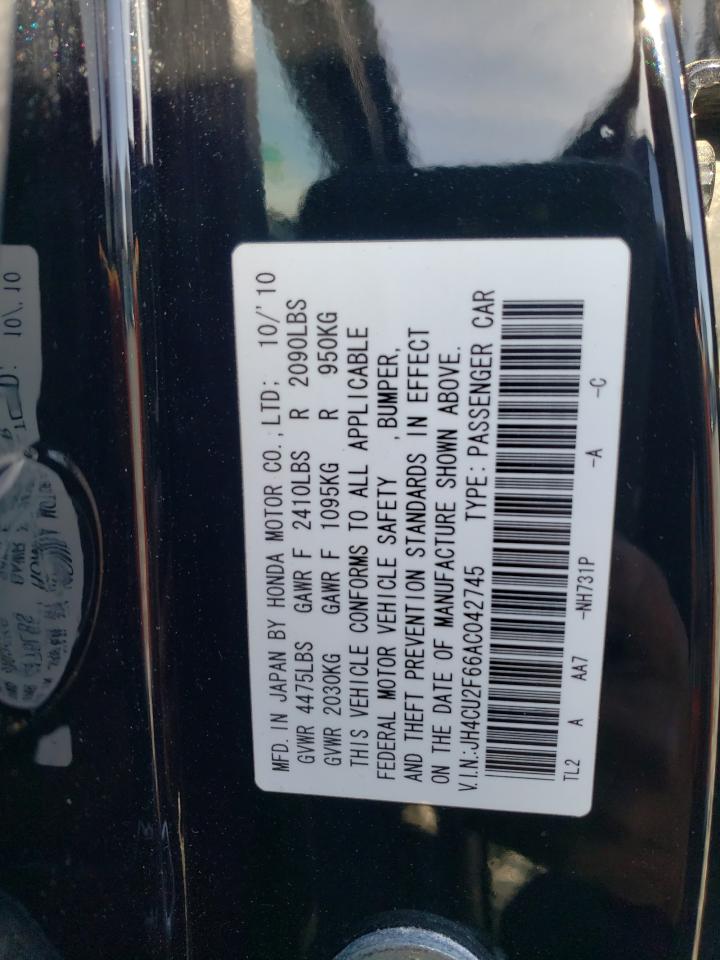 MFD. IN JAPAN BY HONDA MOTOR CO., LTD; 10/'10
GVWR 4475LBS GAWR F 2410LBS R 2090LBS
GVWR 2030KG GAWR F 1095KG R 950KG
THIS VEHICLE CONFORMS TO ALL APPLICABLE
FEDERAL MOTOR VEHICLE SAFETY , BUMPER,
AND THEFT PREVENTION STANDARDS IN EFFECT
ON THE DATE OF MANUFACTURE SHOWN ABOVE.
V.I.N.:JH4CU2F66AC042745 TYPE: PASSENGER CAR
TL2 A AA7 -NH731P -A -C